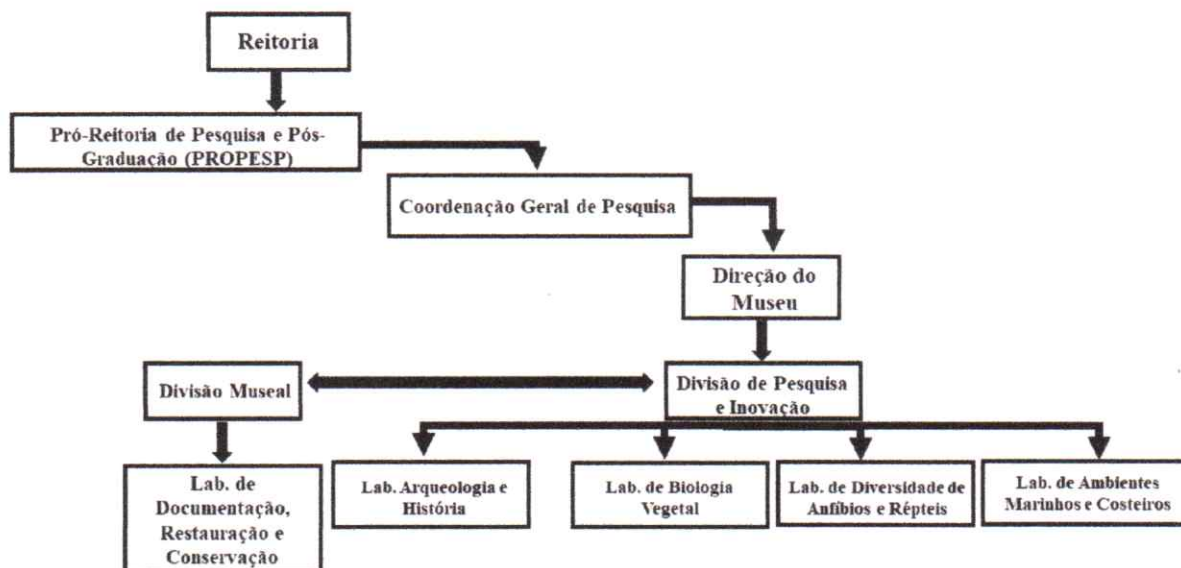 Reitoria
Pró-Reitoria de Pesquisa e Pós-
Graduação (PROPESP)
Coordenação Geral de Pesquisa
Direção do
Museu
Divisão Museal
Divisão de Pesquisa
e Inovação
Lab. de
Documentação,
Restauração e
Conservação
Lab. Arqueologia e
História
Lab. de Biologia
Vegetal
Lab. de Diversidade de
Anfíbios e Répteis
Lab. de Ambientes
Marinhos e Costeiros